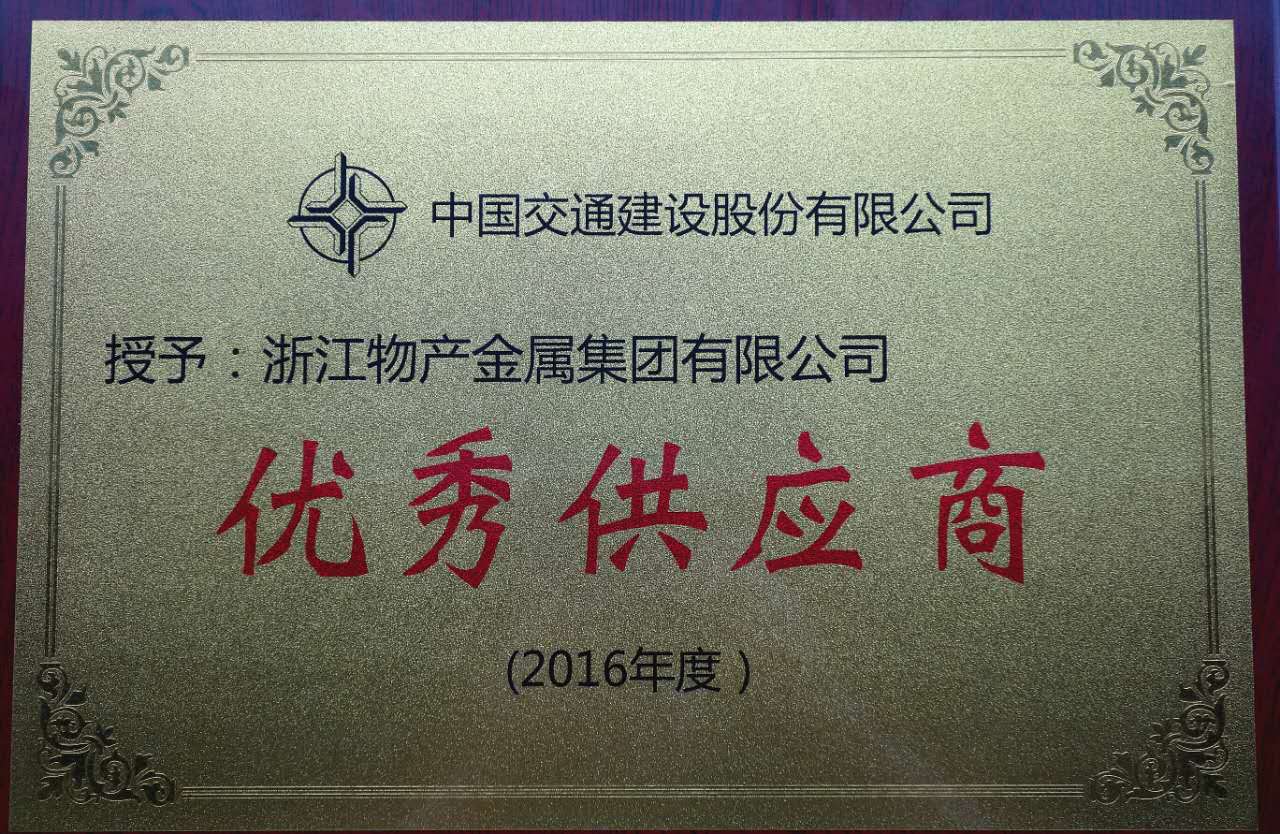 中国交通建设股份有限公司
授予：浙江物产金属集团有限公司
优秀供应商
(2016年度）